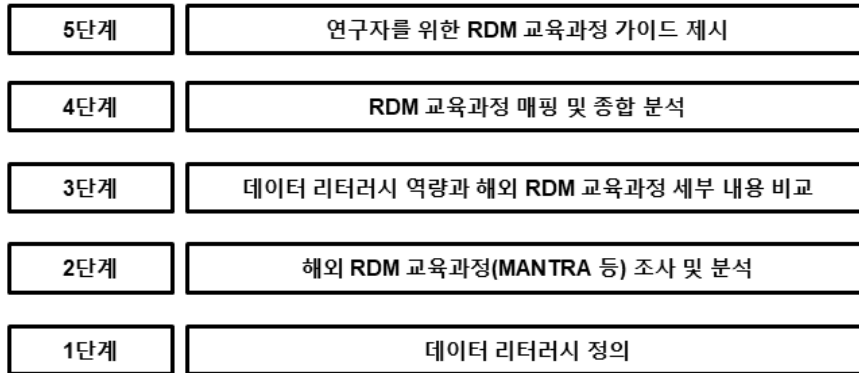 5단계 연구자를 위한 RDM 교육과정 가이드 제시
4단계 RDM 교육과정 매핑 및 종합 분석
3단계 데이터 리터러시 역량과 해외 RDM 교육과정 세부 내용 비교
2단계 해외 RDM 교육과정(MANTRA 등) 조사 및 분석
1단계 데이터 리터러시 정의